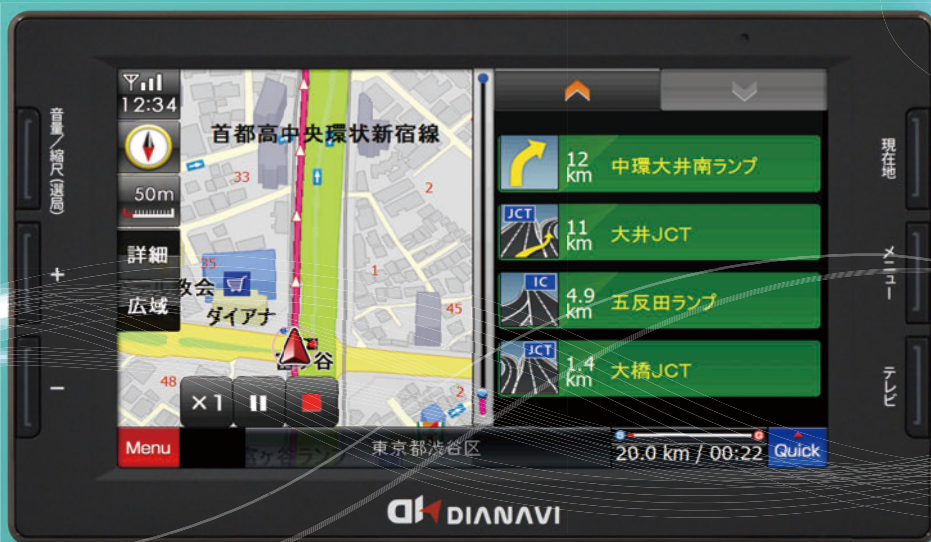 音量/縮尺(選局)
+
-
12:34
50m
詳細
広域
首都高中央環状新宿線
33
2
35
1
45
教会
ダイアナ
谷
48
2
×1
Menu
東京都渋谷区
20.0 km / 00:22
Quick
12 km 中環大井南ランプ
JCT
11 km 大井JCT
IC
4.9 km 五反田ランプ
JCT
1.4 km 大橋JCT
現在地
メニュー
テレビ
DIANAVI